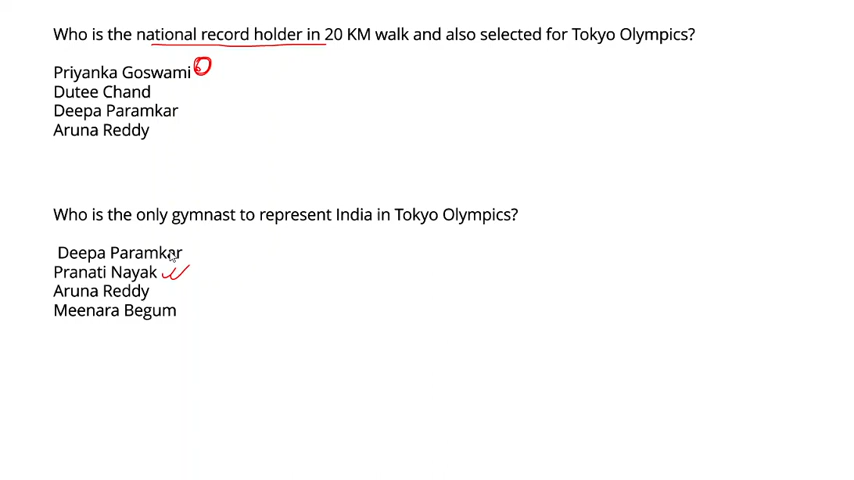 Who is the national record holder in 20 KM walk and also selected for Tokyo Olympics?
Priyanka Goswami
Dutee Chand
Deepa Paramkar
Aruna Reddy
Who is the only gymnast to represent India in Tokyo Olympics?
Deepa Paramkar
Pranati Nayak
Aruna Reddy
Meenara Begum